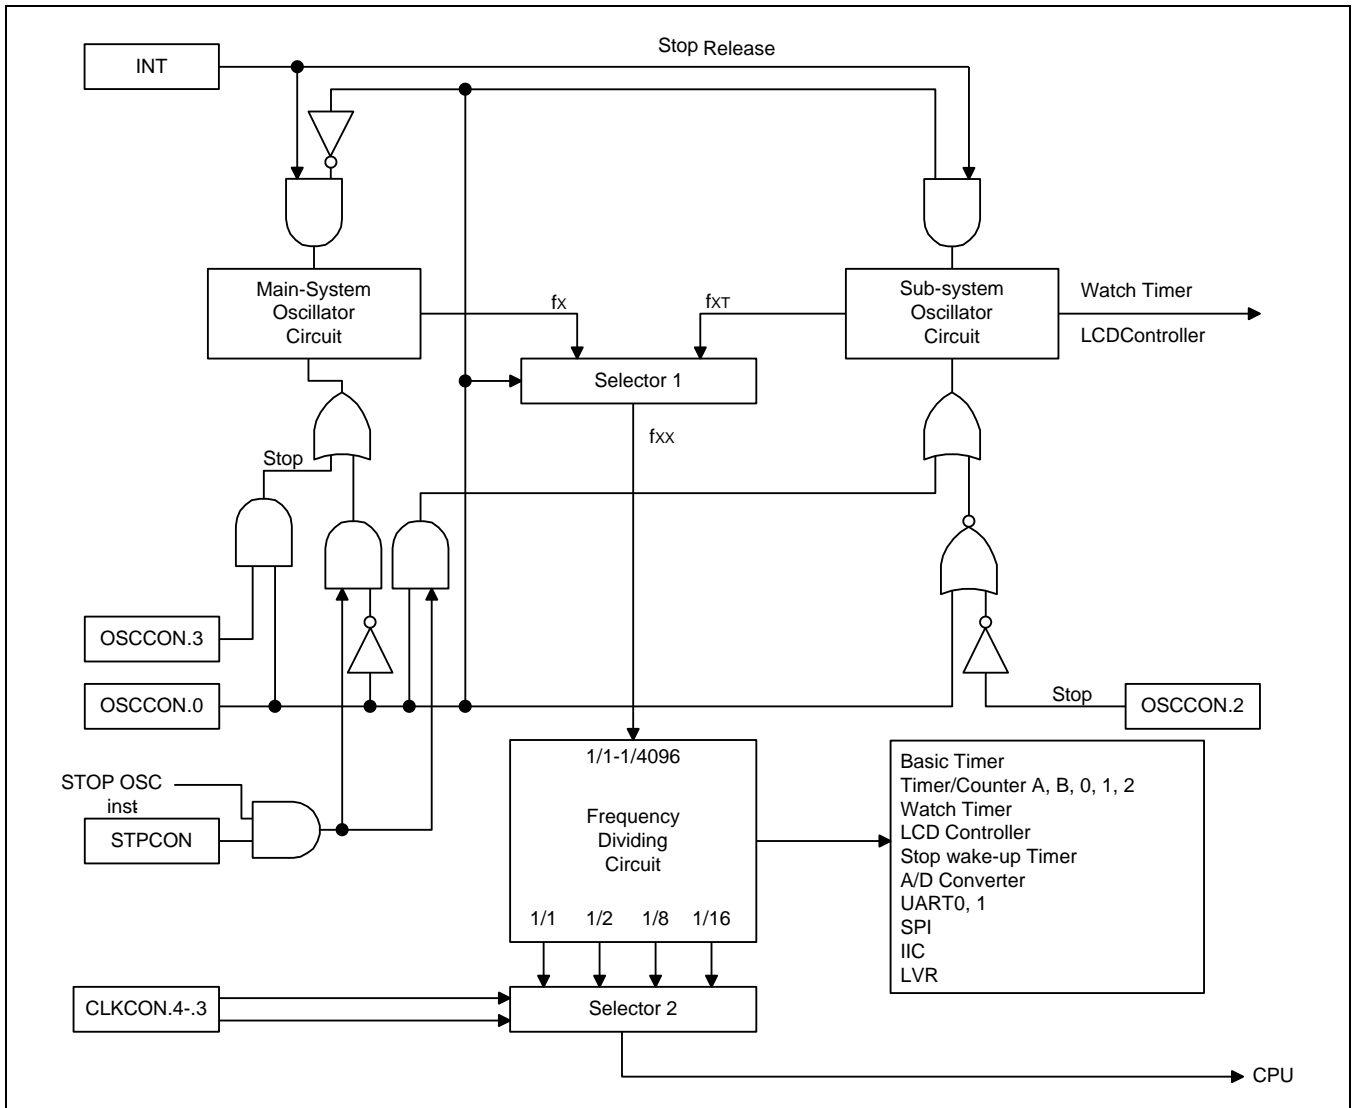 INT
Stop Release
Main-System
Oscillator
Circuit
fx
fXT
Sub-system
Oscillator
Circuit
Watch Timer
LCDController
Selector 1
fxx
Stop
OSCCON.3
OSCCON.0
Stop
OSCCON.2
STOP OSC
inst.
STPCON
1/1-1/4096
Frequency
Dividing
Circuit
1/1 1/2 1/8 1/16
Basic Timer
Timer/Counter A, B, 0, 1, 2
Watch Timer
LCD Controller
Stop wake-up Timer
A/D Converter
UART0, 1
SPI
IIC
LVR
CLKCON.4-.3
Selector 2
CPU